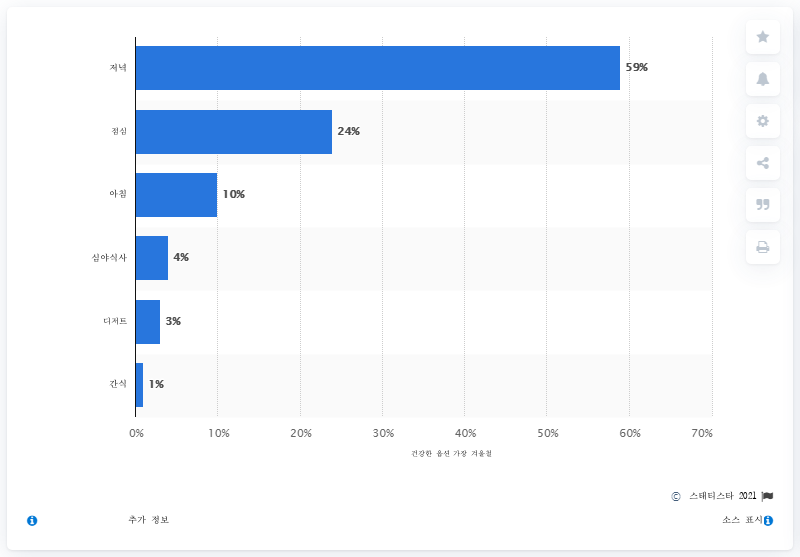 저녁
59%
점심
24%
아침
10%
심야식사
4%
디저트
3%
간식
1%
0% 10% 20% 30% 40% 50% 60% 70%
건강한 옵션 가장 겨울철
© 스태티스타 2021
추가 정보 소스 표시